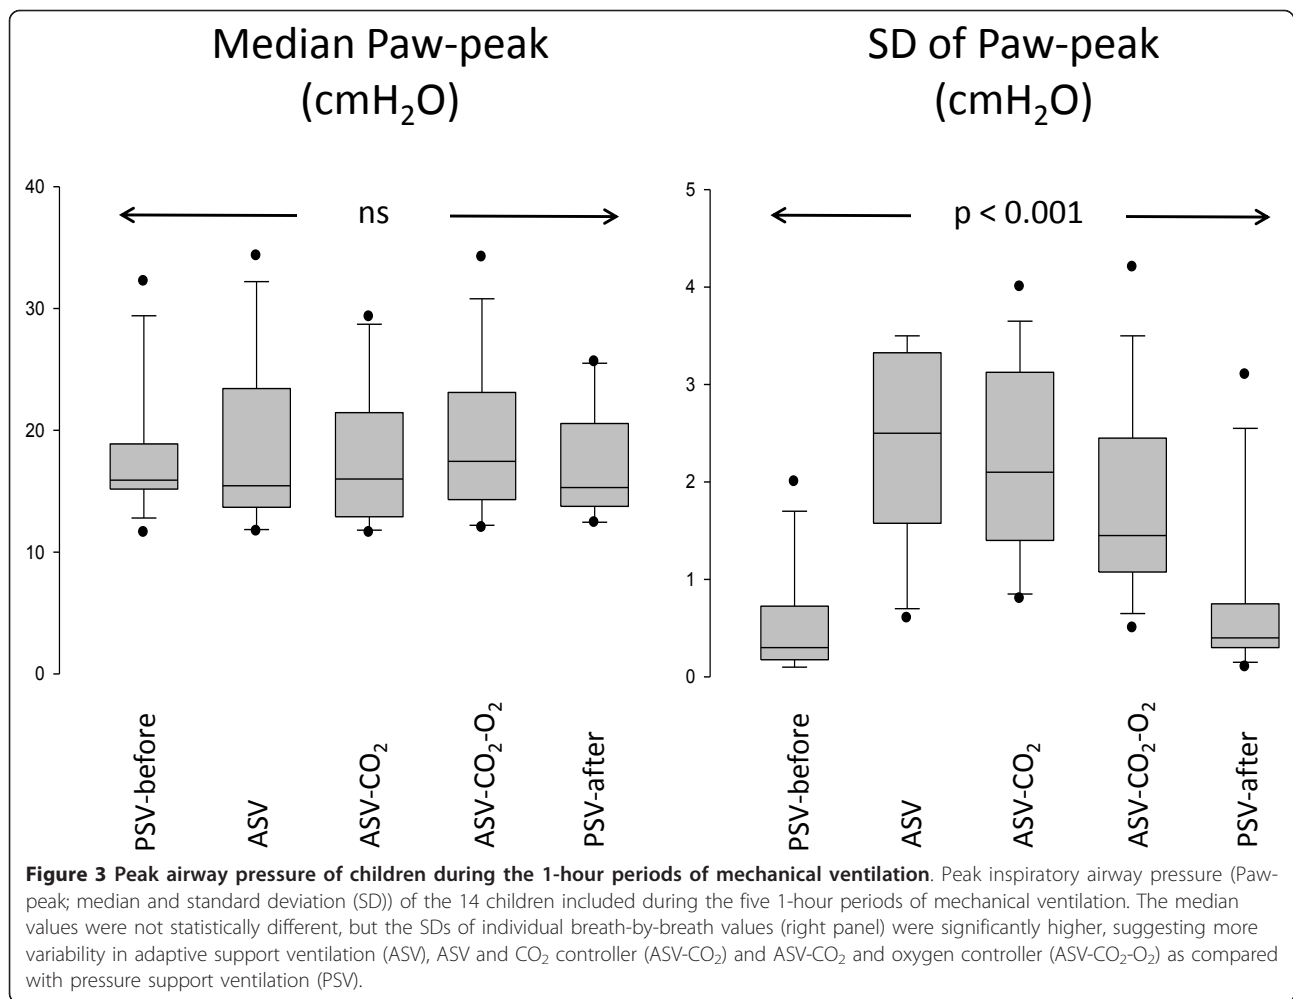 Median Paw-peak
(cmH₂O)
40
30
20
10
0
ns
PSV-before
ASV
ASV-CO₂
ASV-CO₂-O₂
PSV-after
SD of Paw-peak
(cmH₂O)
5
4
3
2
1
0
p < 0.001
PSV-before
ASV
ASV-CO₂
ASV-CO₂-O₂
PSV-after
Figure 3 Peak airway pressure of children during the 1-hour periods of mechanical ventilation. Peak inspiratory airway pressure (Paw-
peak; median and standard deviation (SD)) of the 14 children included during the five 1-hour periods of mechanical ventilation. The median
values were not statistically different, but the SDs of individual breath-by-breath values (right panel) were significantly higher, suggesting more
variability in adaptive support ventilation (ASV), ASV and CO₂ controller (ASV-CO₂) and ASV-CO₂ and oxygen controller (ASV-CO₂-O₂) as compared
with pressure support ventilation (PSV).